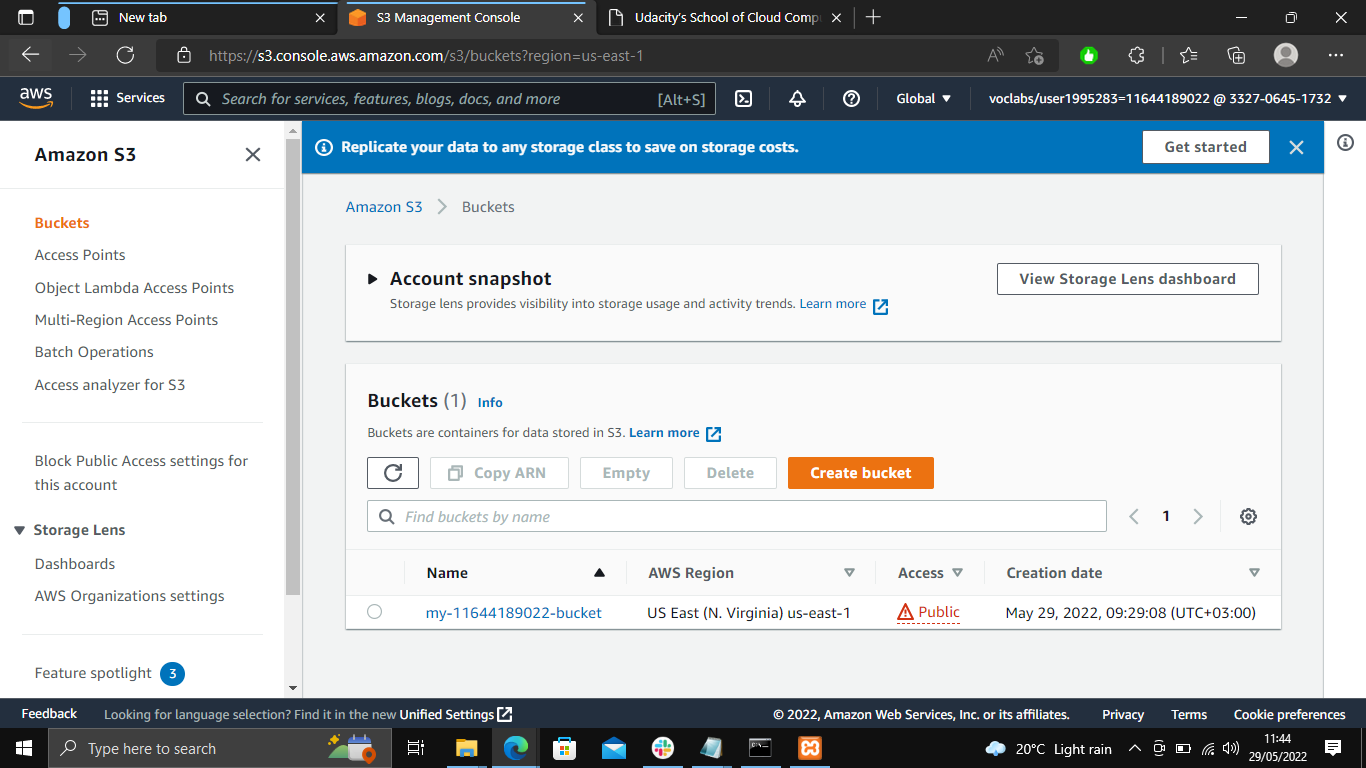 New tab
S3 Management Console
Udacity's School of Cloud Comp
https://s3.console.aws.amazon.com/s3/buckets?region=us-east-1
aws
Services
Search for services, features, blogs, docs, and more [Alt+S]
Global
voclabs/user1995283=11644189022 @ 3327-0645-1732
Amazon S3
Buckets
Access Points
Object Lambda Access Points
Multi-Region Access Points
Batch Operations
Access analyzer for S3
Block Public Access settings for
this account
Storage Lens
Dashboards
AWS Organizations settings
Feature spotlight 3
Replicate your data to any storage class to save on storage costs.
Get started
Amazon S3 Buckets
Account snapshot
Storage lens provides visibility into storage usage and activity trends. Learn more
View Storage Lens dashboard
Buckets (1) Info
Buckets are containers for data stored in S3. Learn more
Copy ARN Empty Delete Create bucket
Find buckets by name
1
Name AWS Region Access Creation date
my-11644189022-bucket US East (N. Virginia) us-east-1 Public May 29, 2022, 09:29:08 (UTC+03:00)
Feedback Looking for language selection? Find it in the new Unified Settings © 2022, Amazon Web Services, Inc. or its affiliates. Privacy Terms Cookie preferences
Type here to search
20°C Light rain
11:44
29/05/2022